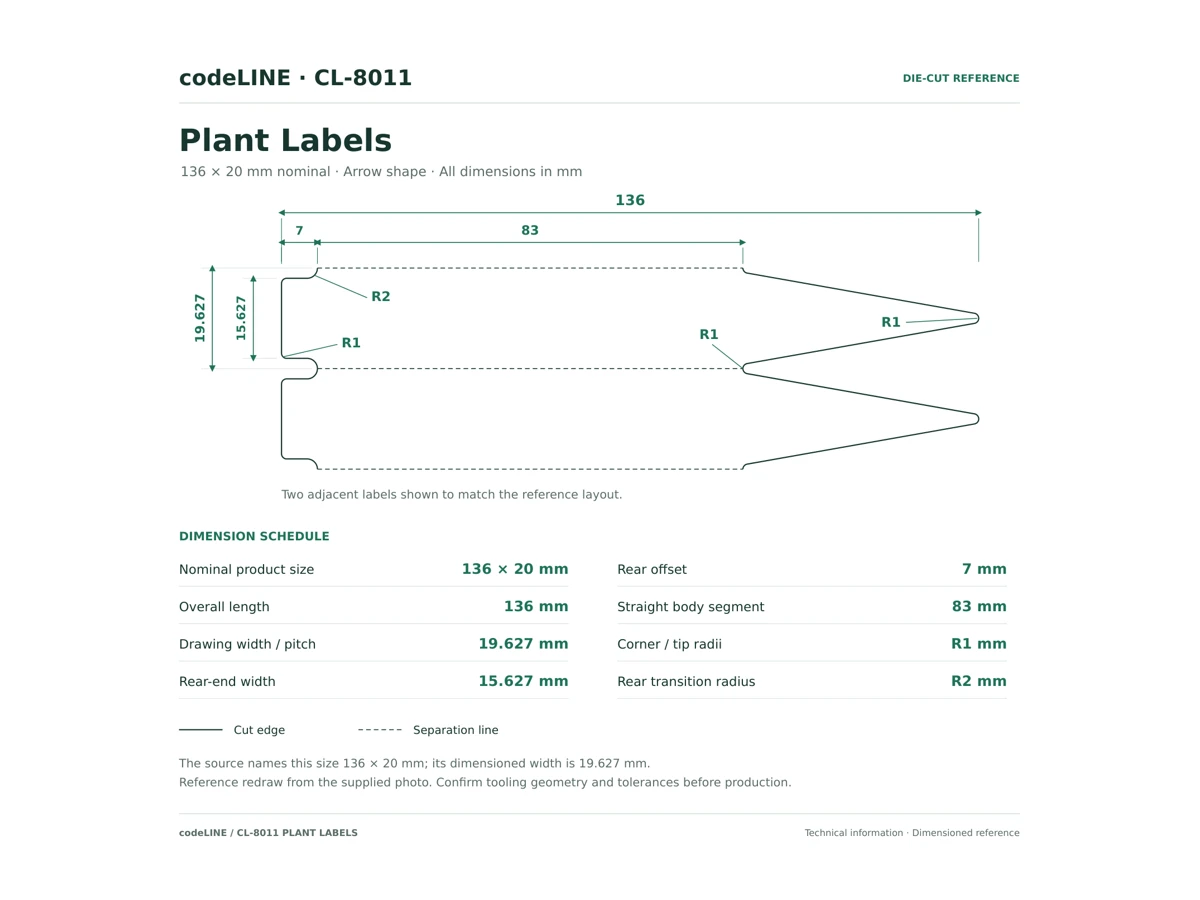 codeLINE · CL-8011
DIE-CUT REFERENCE
Plant Labels
136 × 20 mm nominal · Arrow shape · All dimensions in mm
136
7
83
19.627
15.627
R2
R1
R1
R1
Two adjacent labels shown to match the reference layout.
DIMENSION SCHEDULE
Nominal product size 136 × 20 mm
Rear offset 7 mm
Overall length 136 mm
Straight body segment 83 mm
Drawing width / pitch 19.627 mm
Corner / tip radii R1 mm
Rear-end width 15.627 mm
Rear transition radius R2 mm
Cut edge
Separation line
The source names this size 136 × 20 mm; its dimensioned width is 19.627 mm.
Reference redraw from the supplied photo. Confirm tooling geometry and tolerances before production.
codeLINE / CL-8011 PLANT LABELS
Technical information · Dimensioned reference